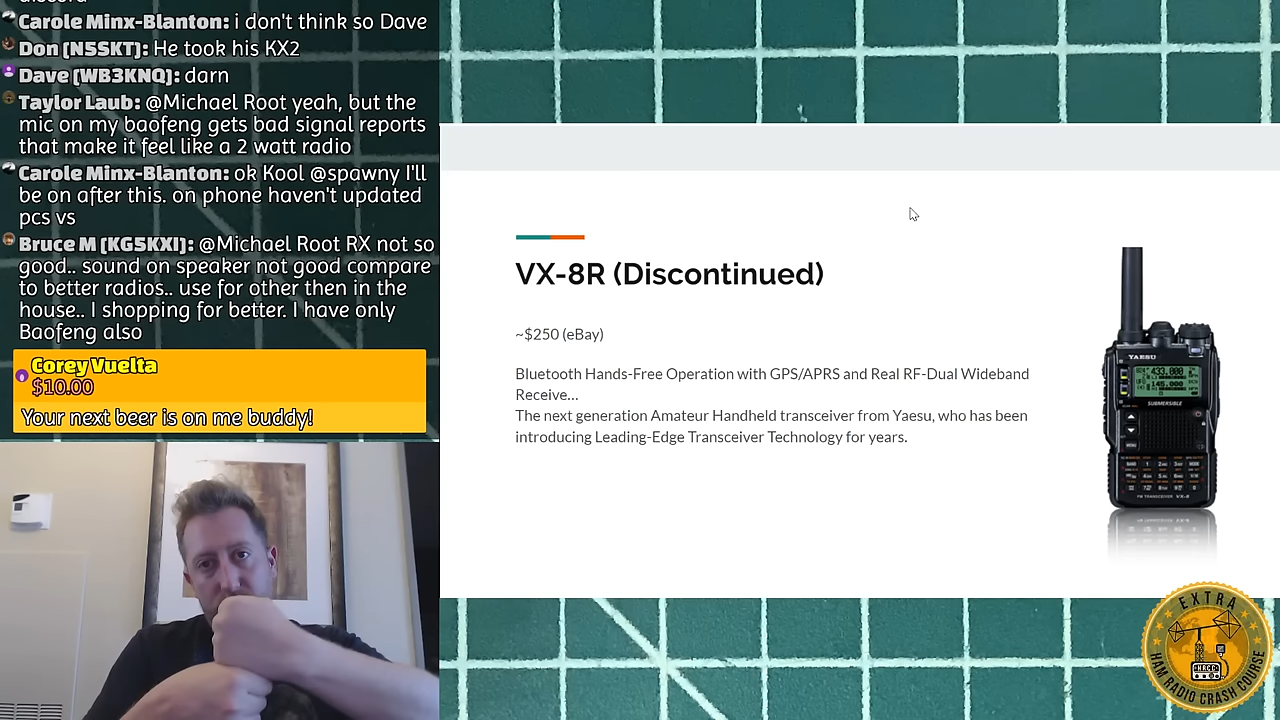 Carole Minx-Blanton: i don't think so Dave
Don (N5SKT): He took his KX2
Dave (WB3KNQ): darn
Taylor Laub: @Michael Root yeah, but the
mic on my baofeng gets bad signal reports
that make it feel like a 2 watt radio
Carole Minx-Blanton: ok Kool @spawny I'll
be on after this. on phone haven't updated
pcs vs
Bruce M (KG5KXI): @Michael Root RX not so
good.. sound on speaker not good compare
to better radios.. use for other then in the
house.. I shopping for better. I have only
Baofeng also
Corey Vuelta
$10.00
Your next beer is on me buddy!
VX-8R (Discontinued)
~$250 (eBay)
Bluetooth Hands-Free Operation with GPS/APRS and Real RF-Dual Wideband
Receive...
The next generation Amateur Handheld transceiver from Yaesu, who has been
introducing Leading-Edge Transceiver Technology for years.
YAESU
433.000
145.000
SUBMERSIBLE
FM TRANSCEIVER VX-8
EXTRA
H.R.C.C
HAM RADIO CRASH COURSE